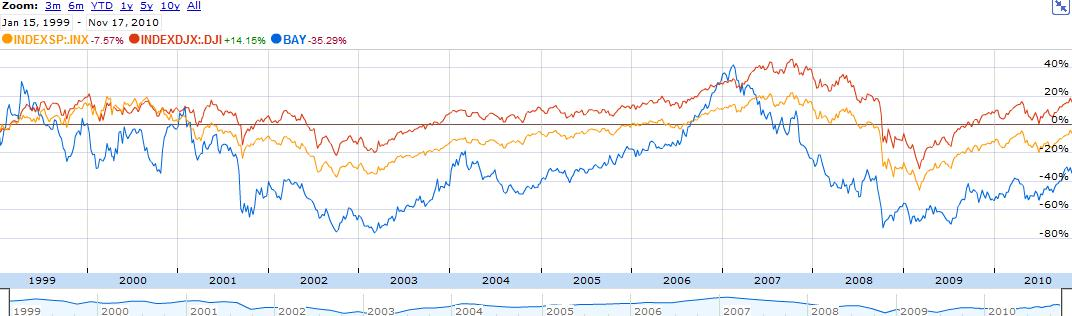 Zoom: 3m 6m YTD 1y 5y 10y All
Jan 15, 1999 - Nov 17, 2010
INDEXSP:.INX -7.57% INDEXDJX:.DJI +14.15% BAY -35.29%
40%
20%
0%
-20%
-40%
-60%
-80%
1999 2000 2001 2002 2003 2004 2005 2006 2006 2007 2008 2009 2010
1999 2000 2001 2002 2003 2004 2005 2006 2007 2008 2009 2010